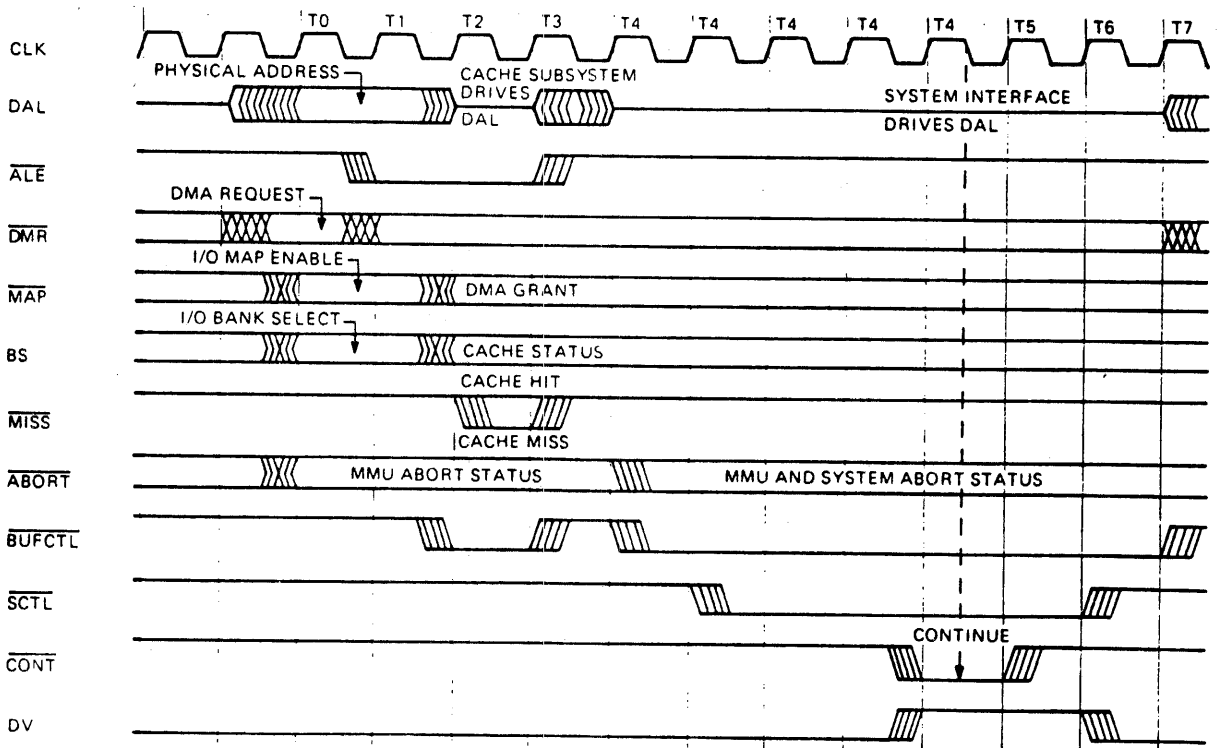 T0 T1 T2 T3 T4 T4 T4 T4 T4 T5 T6 T7
CLK
PHYSICAL ADDRESS
CACHE SUBSYSTEM
DRIVES
DAL
SYSTEM INTERFACE
DAL
DRIVES DAL
ALE
DMA REQUEST
DMR
I/O MAP ENABLE
MAP
DMA GRANT
I/O BANK SELECT
BS
CACHE STATUS
CACHE HIT
MISS
CACHE MISS
ABORT
MMU ABORT STATUS
MMU AND SYSTEM ABORT STATUS
BUFCTL
SCTL
CONTINUE
CONT
DV